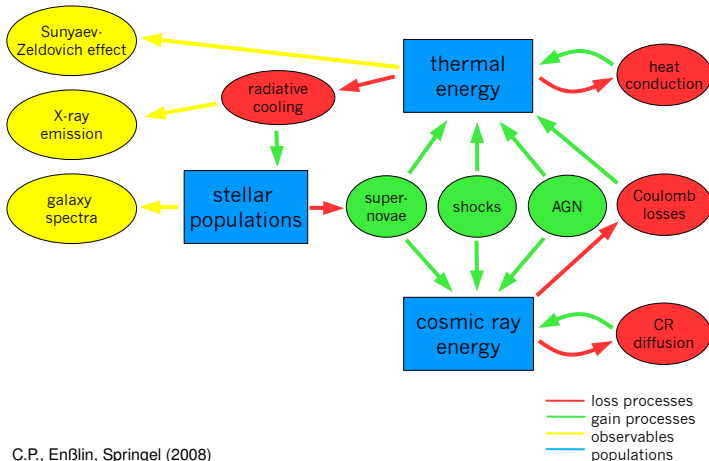 Sunyaev-
Zeldovich effect
thermal
energy
heat
conduction
radiative
cooling
X-ray
emission
galaxy
spectra
stellar
populations
super-
novae
shocks
AGN
Coulomb
losses
cosmic ray
energy
CR
diffusion
loss processes
gain processes
observables
populations
C.P., Enßlin, Springel (2008)